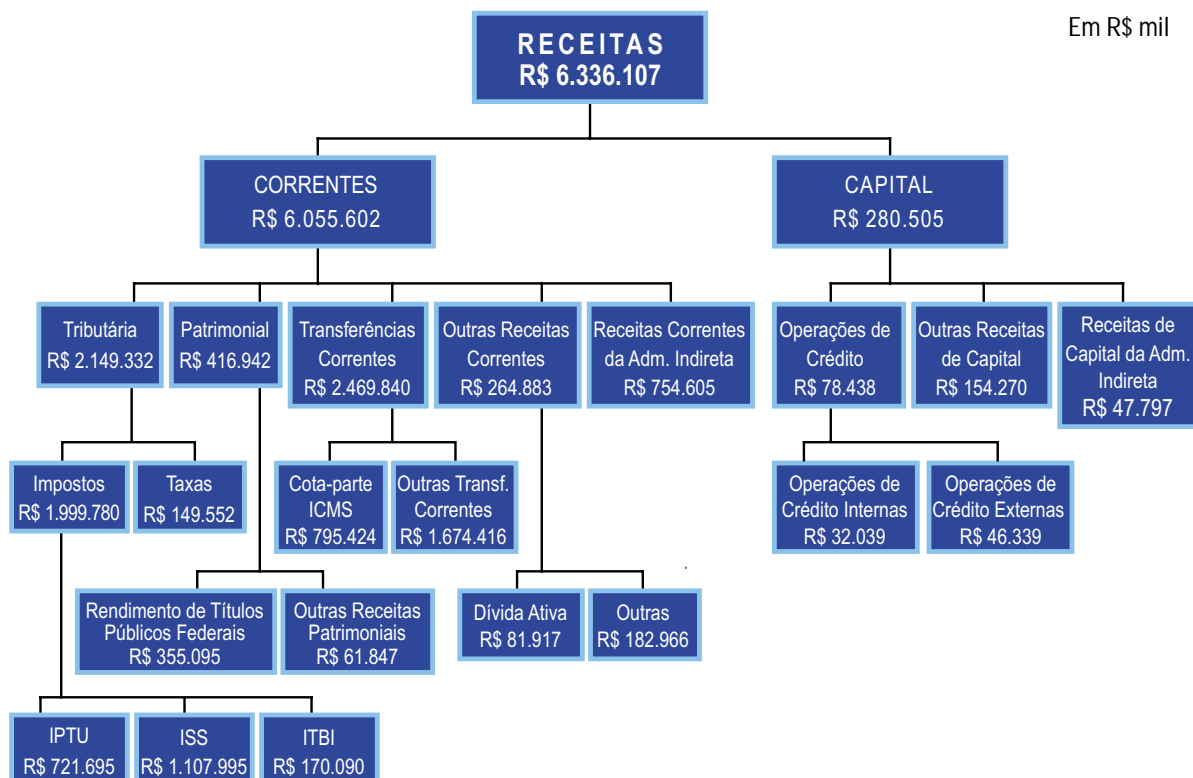 Em R$ mil
RECEITAS
R$ 6.336.107
CORRENTES
R$ 6.055.602
CAPITAL
R$ 280.505
Tributária
R$ 2.149.332
Patrimonial
R$ 416.942
Transferências
Correntes
R$ 2.469.840
Outras Receitas
Correntes
R$ 264.883
Receitas Correntes
da Adm. Indireta
R$ 754.605
Operações de
Crédito
R$ 78.438
Outras Receitas
de Capital
R$ 154.270
Receitas de
Capital da Adm.
Indireta
R$ 47.797
Impostos
R$ 1.999.780
Taxas
R$ 149.552
Cota-parte
ICMS
R$ 795.424
Outras Transf.
Correntes
R$ 1.674.416
Operações de
Crédito Internas
R$ 32.039
Operações de
Crédito Externas
R$ 46.339
Rendimento de Títulos
Públicos Federais
R$ 355.095
Outras Receitas
Patrimoniais
R$ 61.847
Dívida Ativa
R$ 81.917
Outras
R$ 182.966
IPTU
R$ 721.695
ISS
R$ 1.107.995
ITBI
R$ 170.090